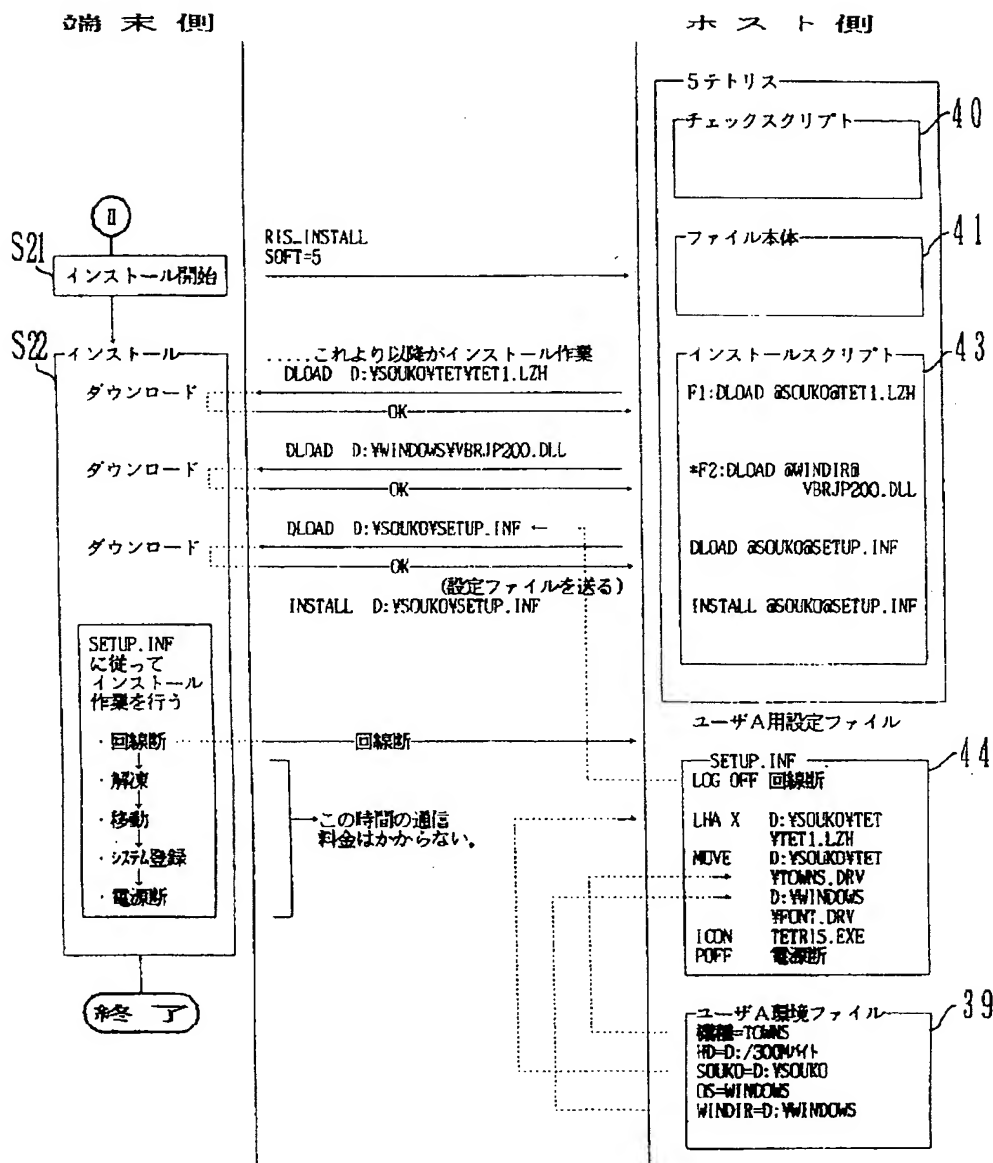 端末側
ホスト側
5テトリス
チェックスクリプト
40
II
S21
インストール開始
RIS_INSTALL
SOFT=5
ファイル本体
41
S22
インストール
.....これより以降がインストール作業
DLOAD D:¥SOUKO¥TET¥TET1.LZH
ダウンロード
OK
インストールスクリプト
43
F1:DLOAD @SOUKO@TET1.LZH
DLOAD D:¥WINDOWS¥VBRJP200.DLL
ダウンロード
OK
*F2:DLOAD @WINDIR@
VBRJP200.DLL
DLOAD D:¥SOUKO¥SETUP.INF ←
ダウンロード
OK
DLOAD @SOUKO@SETUP.INF
(設定ファイルを送る)
INSTALL D:¥SOUKO¥SETUP.INF
INSTALL @SOUKO@SETUP.INF
SETUP.INF
に従って
インストール
作業を行う
・回線断
回線断
・解凍
・移動
・システム登録
・電源断
この時間の通信
料金はかからない。
終了
ユーザA用設定ファイル
SETUP.INF
44
LOG OFF 回線断
LHA X D:¥SOUKO¥TET
¥TET1.LZH
MOVE D:¥SOUKO¥TET
¥TOWNS.DRV
D:¥WINDOWS
¥FONT.DRV
ICON TETRIS.EXE
POFF 電源断
ユーザA環境ファイル
39
機種=TOWNS
HD=D:/300Mバイト
SOUKO=D:¥SOUKO
OS=WINDOWS
WINDIR=D:¥WINDOWS